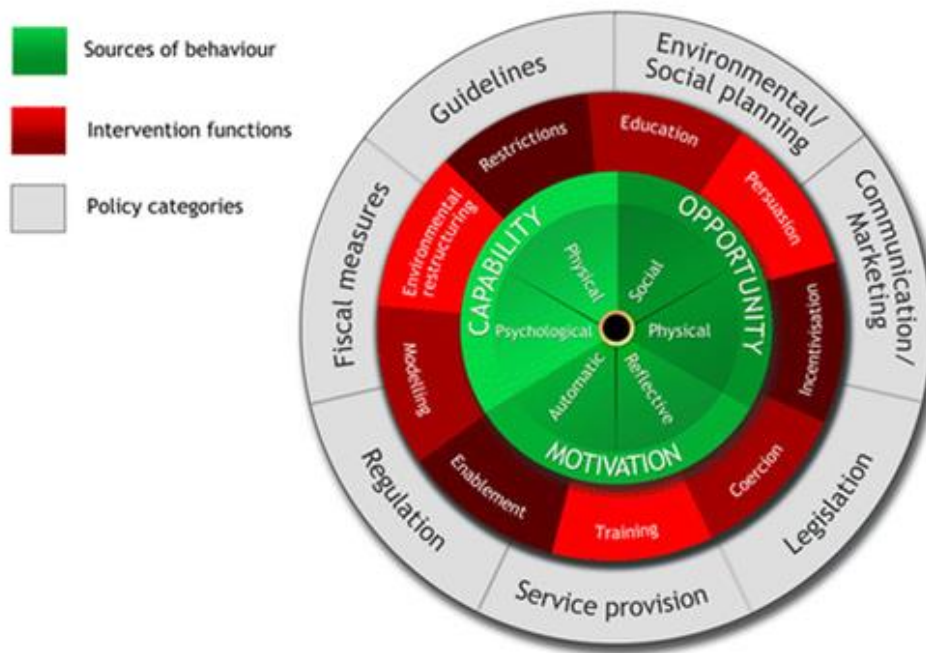 Sources of behaviour
Intervention functions
Policy categories
Guidelines
Environmental/
Social planning
Communication/
Marketing
Legislation
Service provision
Regulation
Fiscal measures
Restrictions
Education
Persuasion
Incentivisation
Coercion
Training
Enablement
Modelling
Environmental
restructuring
CAPABILITY
OPPORTUNITY
MOTIVATION
Physical
Social
Physical
Reflective
Automatic
Psychological